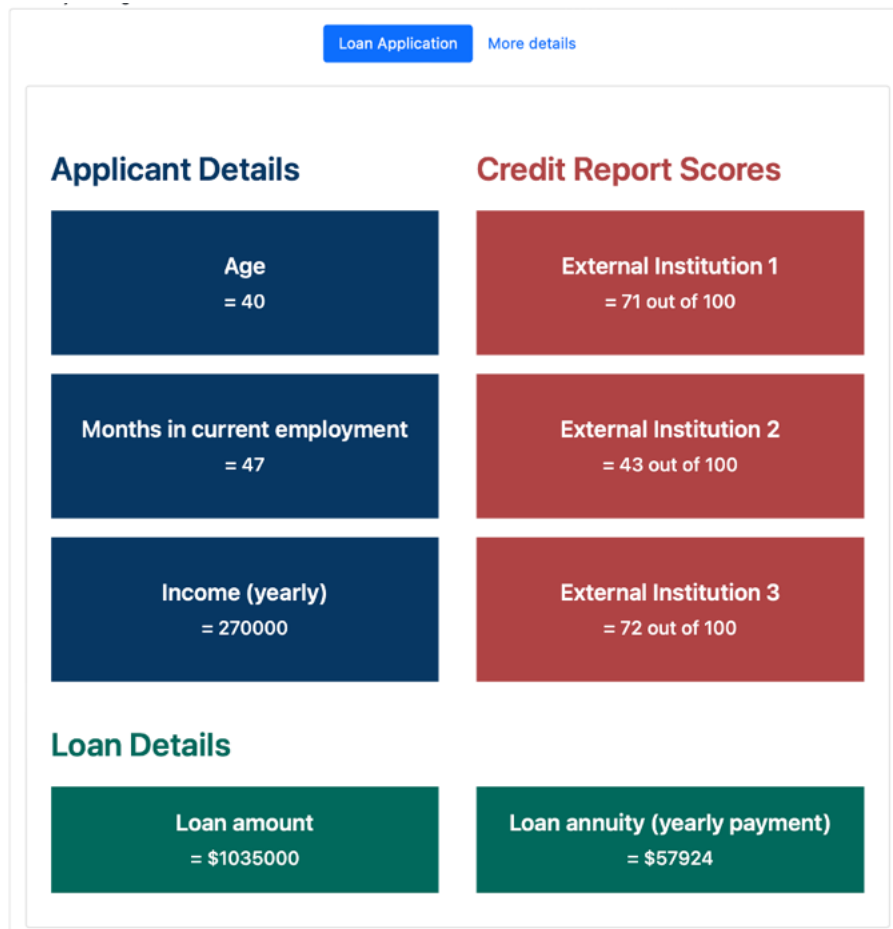 Loan Application
More details
Applicant Details
Credit Report Scores
Age
= 40
External Institution 1
= 71 out of 100
Months in current employment
= 47
External Institution 2
= 43 out of 100
Income (yearly)
= 270000
External Institution 3
= 72 out of 100
Loan Details
Loan amount
= $1035000
Loan annuity (yearly payment)
= $57924